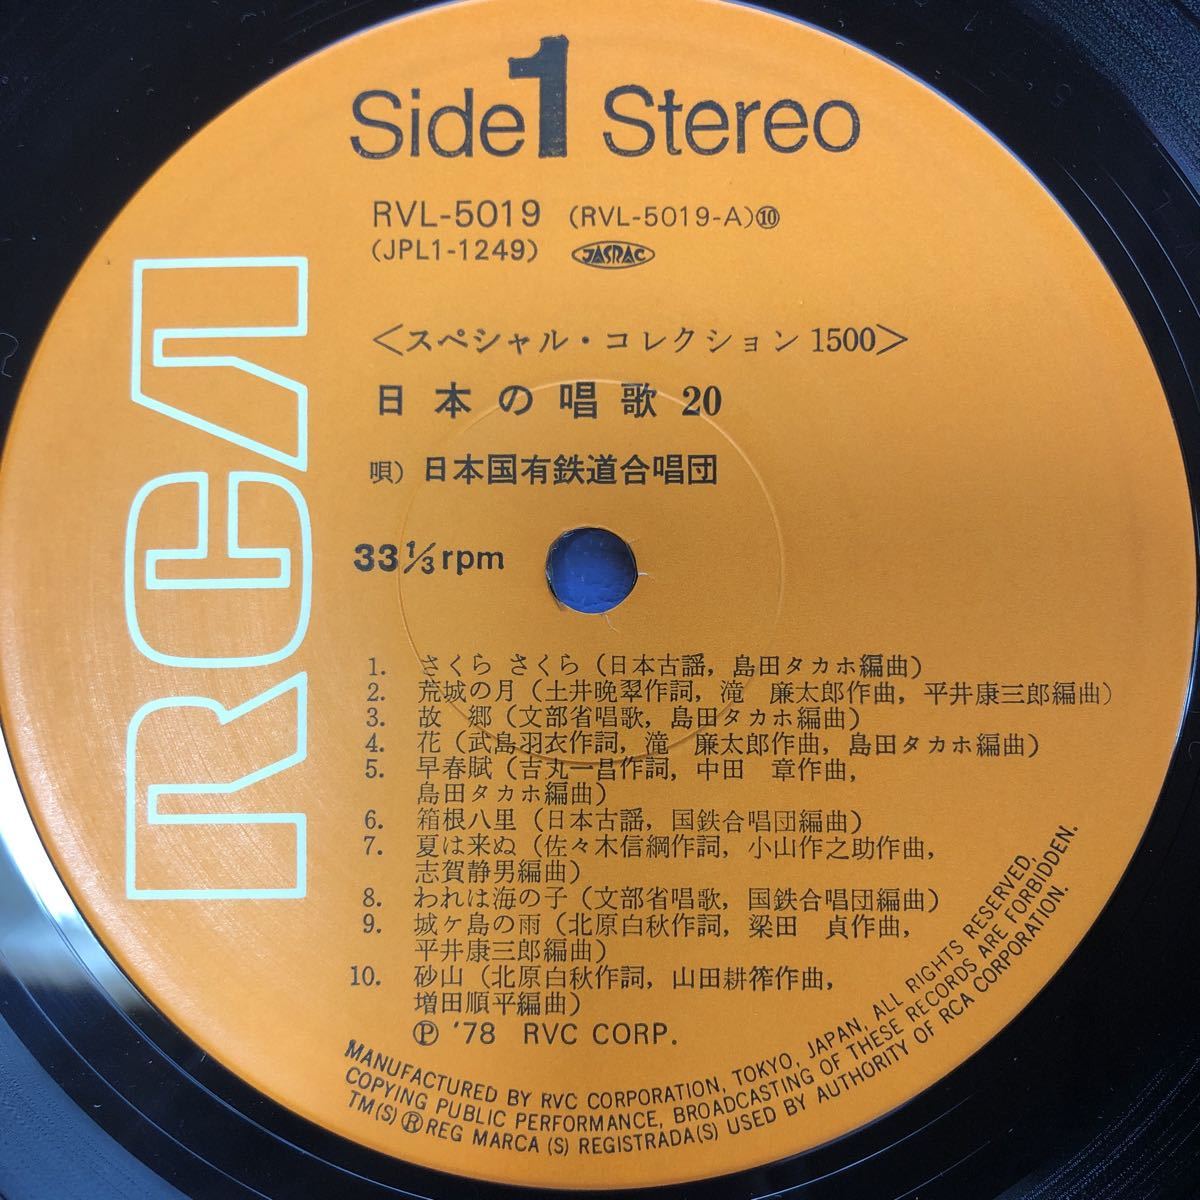 Side 1 Stereo
RVL-5019 (RVL-5019-A)⑩
(JPL1-1249) JASRAC
<スペシャル・コレクション1500>
日本の唱歌 20
唄) 日本国有鉄道合唱団
33 1/3 rpm
RCA
1. さくら さくら (日本古謡, 島田タカホ編曲)
2. 荒城の月 (土井晩翠作詞, 滝 廉太郎作曲, 平井康三郎編曲)
3. 故 郷 (文部省唱歌, 島田タカホ編曲)
4. 花 (武島羽衣作詞, 滝 廉太郎作曲, 島田タカホ編曲)
5. 早春賦 (吉丸一昌作詞, 中田 章作曲,
島田タカホ編曲)
6. 箱根八里 (日本古謡, 国鉄合唱団編曲)
7. 夏は来ぬ (佐々木信綱作詞, 小山作之助作曲,
志賀静男編曲)
8. われは海の子 (文部省唱歌, 国鉄合唱団編曲)
9. 城ヶ島の雨 (北原白秋作詞, 梁田 貞作曲,
平井康三郎編曲)
10. 砂山 (北原白秋作詞, 山田耕筰作曲,
増田順平編曲)
Ⓟ '78 RVC CORP.
MANUFACTURED BY RVC CORPORATION, TOKYO, JAPAN, ALL RIGHTS RESERVED,
COPYING PUBLIC PERFORMANCE, BROADCASTING OF THESE RECORDS ARE FORBIDDEN.
TM(S) ® REG MARCA (S) REGISTRADA(S) USED BY AUTHORITY OF RCA CORPORATION.